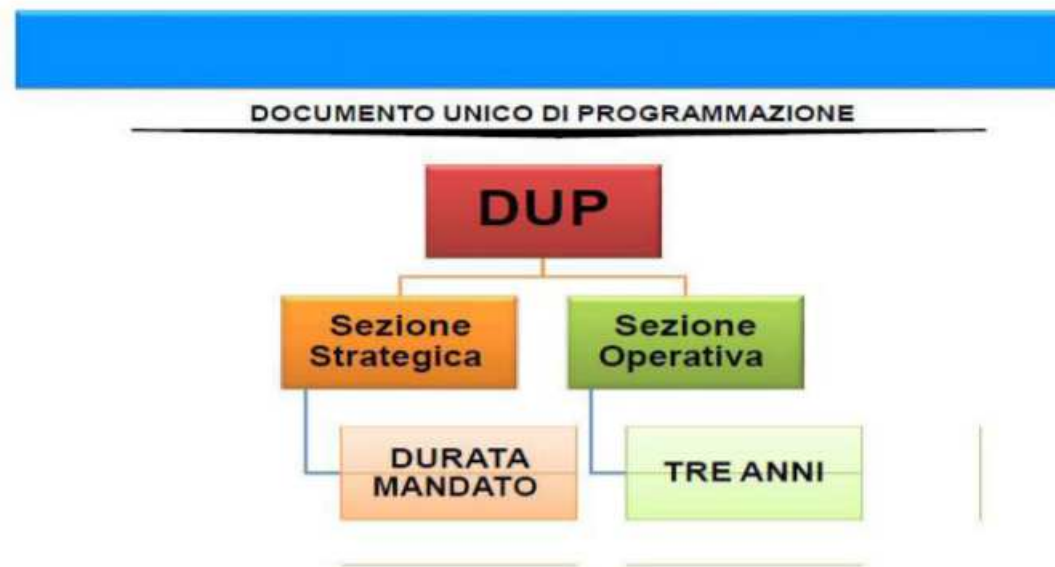 DOCUMENTO UNICO DI PROGRAMMAZIONE
DUP
Sezione
Strategica
Sezione
Operativa
DURATA
MANDATO
TRE ANNI